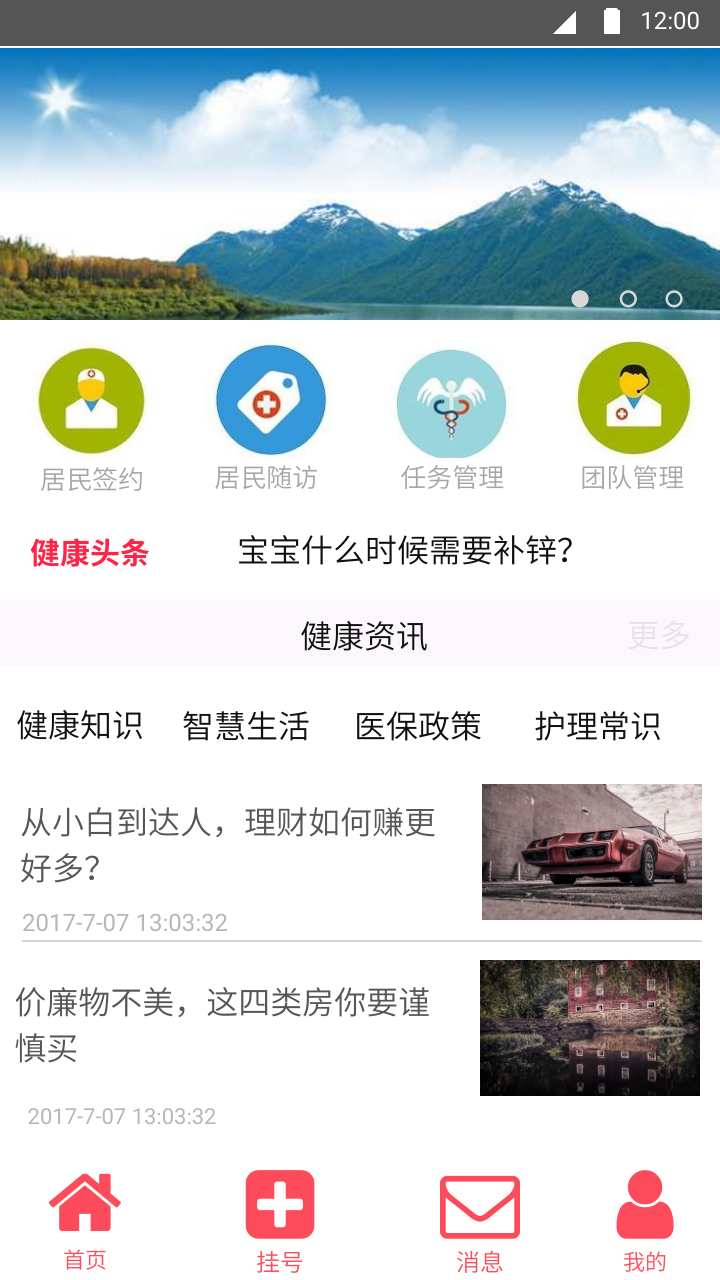 12:00
居民签约
居民随访
任务管理
团队管理
健康头条
宝宝什么时候需要补锌?
健康资讯
更多
健康知识
智慧生活
医保政策
护理常识
从小白到达人，理财如何赚更
好多?
2017-7-07 13:03:32
价廉物不美，这四类房你要谨
慎买
2017-7-07 13:03:32
首页
挂号
消息
我的